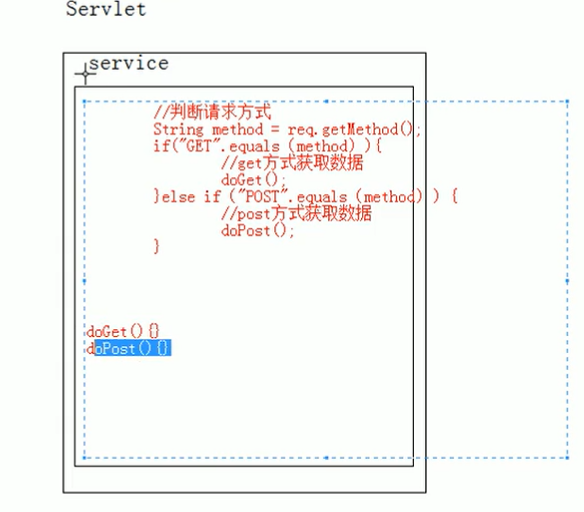 Servlet
service
//判断请求方式
String method = req.getMethod();
if("GET".equals (method) ){
//get方式获取数据
doGet();
}else if ("POST".equals (method) ) {
//post方式获取数据
doPost();
}
doGet() {}
doPost() {}